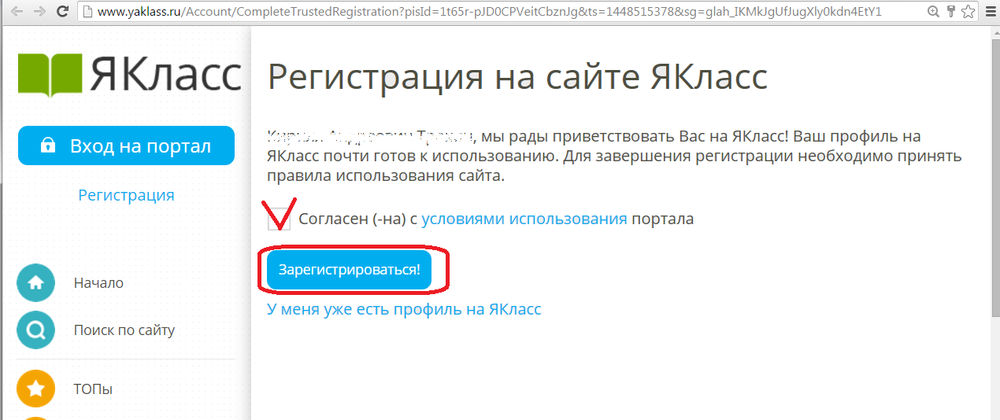 www.yaklass.ru/Account/CompleteTrustedRegistration?pisId=1t65r-pJD0CPVeitCbznJg&ts=1448515378&sg=glah_IKMkJgUfJugXly0kdn4EtY1
ЯКласс
Вход на портал
Регистрация
Начало
Поиск по сайту
ТОПы
Регистрация на сайте ЯКласс
, мы рады приветствовать Вас на ЯКласс! Ваш профиль на
ЯКласс почти готов к использованию. Для завершения регистрации необходимо принять
правила использования сайта.
Согласен (-на) с условиями использования портала
Зарегистрироваться!
У меня уже есть профиль на ЯКласс